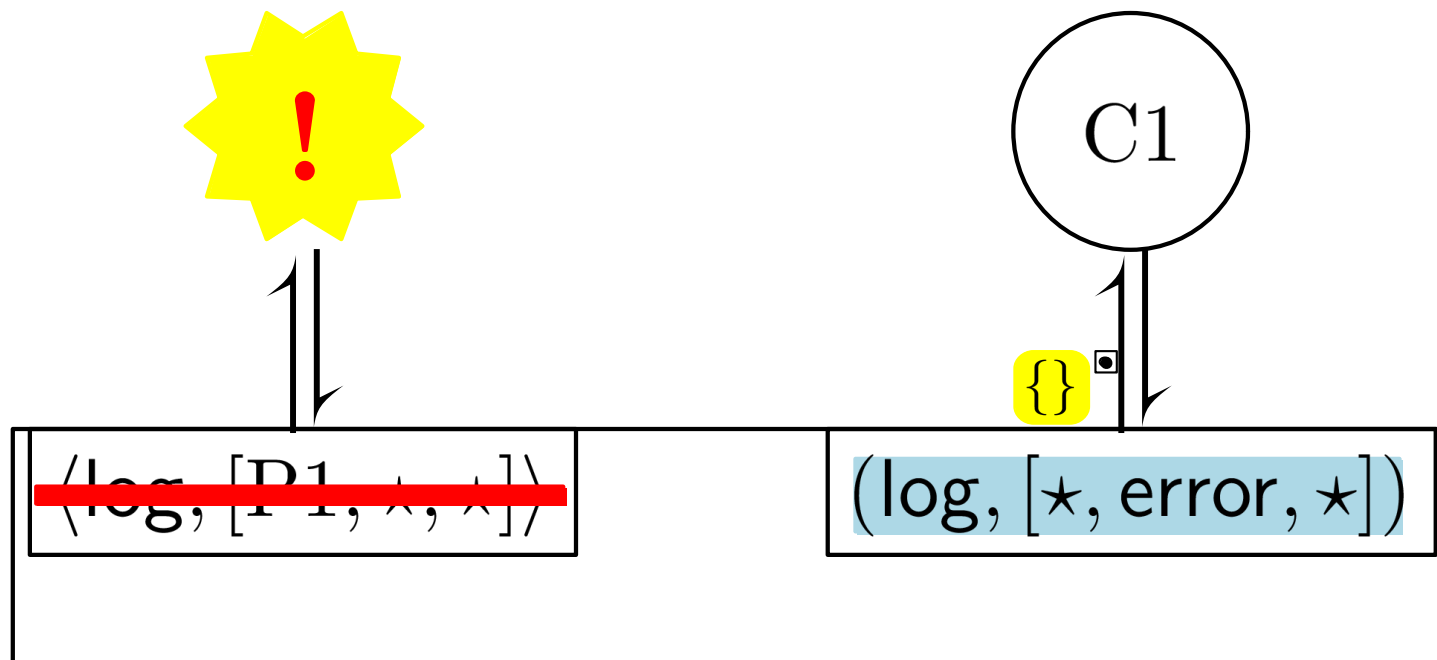 !
C1
{}
⟨log, [P1, ⋆, ⋆]⟩
(log, [⋆, error, ⋆])